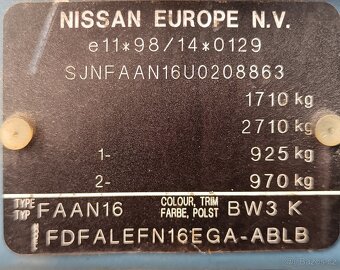 NISSAN EUROPE N.V.
e11*98/14*0129
SJNFAAN16U0208863
1710 kg
2710 kg
1- 925 kg
2- 970 kg
TYPE TYP FAAN16 COLOUR, TRIM FARBE, POLST BW3 K
FDFALEFN16EGA-ABLB